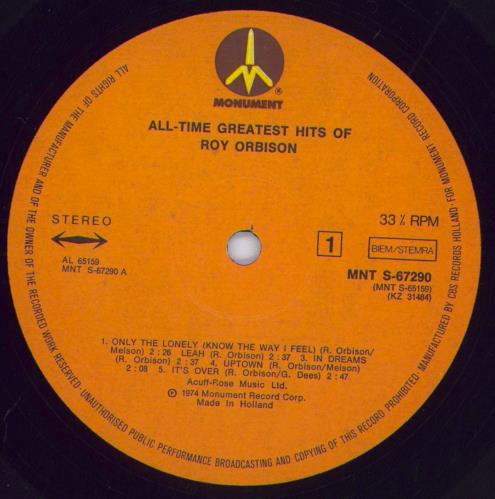 MONUMENT
®
ALL-TIME GREATEST HITS OF
ROY ORBISON
STEREO
33 ⅓ RPM
1
BIEM/STEMRA
AL 65159
MNT S-67290 A
MNT S-67290
(MNT S-65159)
(KZ 31484)
1. ONLY THE LONELY (KNOW THE WAY I FEEL) (R. Orbison/
Melson) 2 : 26 LEAH (R. Orbison) 2 : 37 3. IN DREAMS
(R. Orbison) 2 : 37 4. UPTOWN (R. Orbison/Melson)
2 : 08 5. IT'S OVER (R. Orbison/G. Dees) 2 : 47
Acuff-Rose Music Ltd.
℗ 1974 Monument Record Corp.
Made in Holland
ALL RIGHTS OF THE MANUFACTURER AND OF THE OWNER OF THE RECORDED WORK RESERVED · UNAUTHORISED PUBLIC PERFORMANCE BROADCASTING AND COPYING OF THIS RECORD PROHIBITED · MANUFACTURED BY CBS RECORDS HOLLAND · FOR MONUMENT RECORD CORPORATION